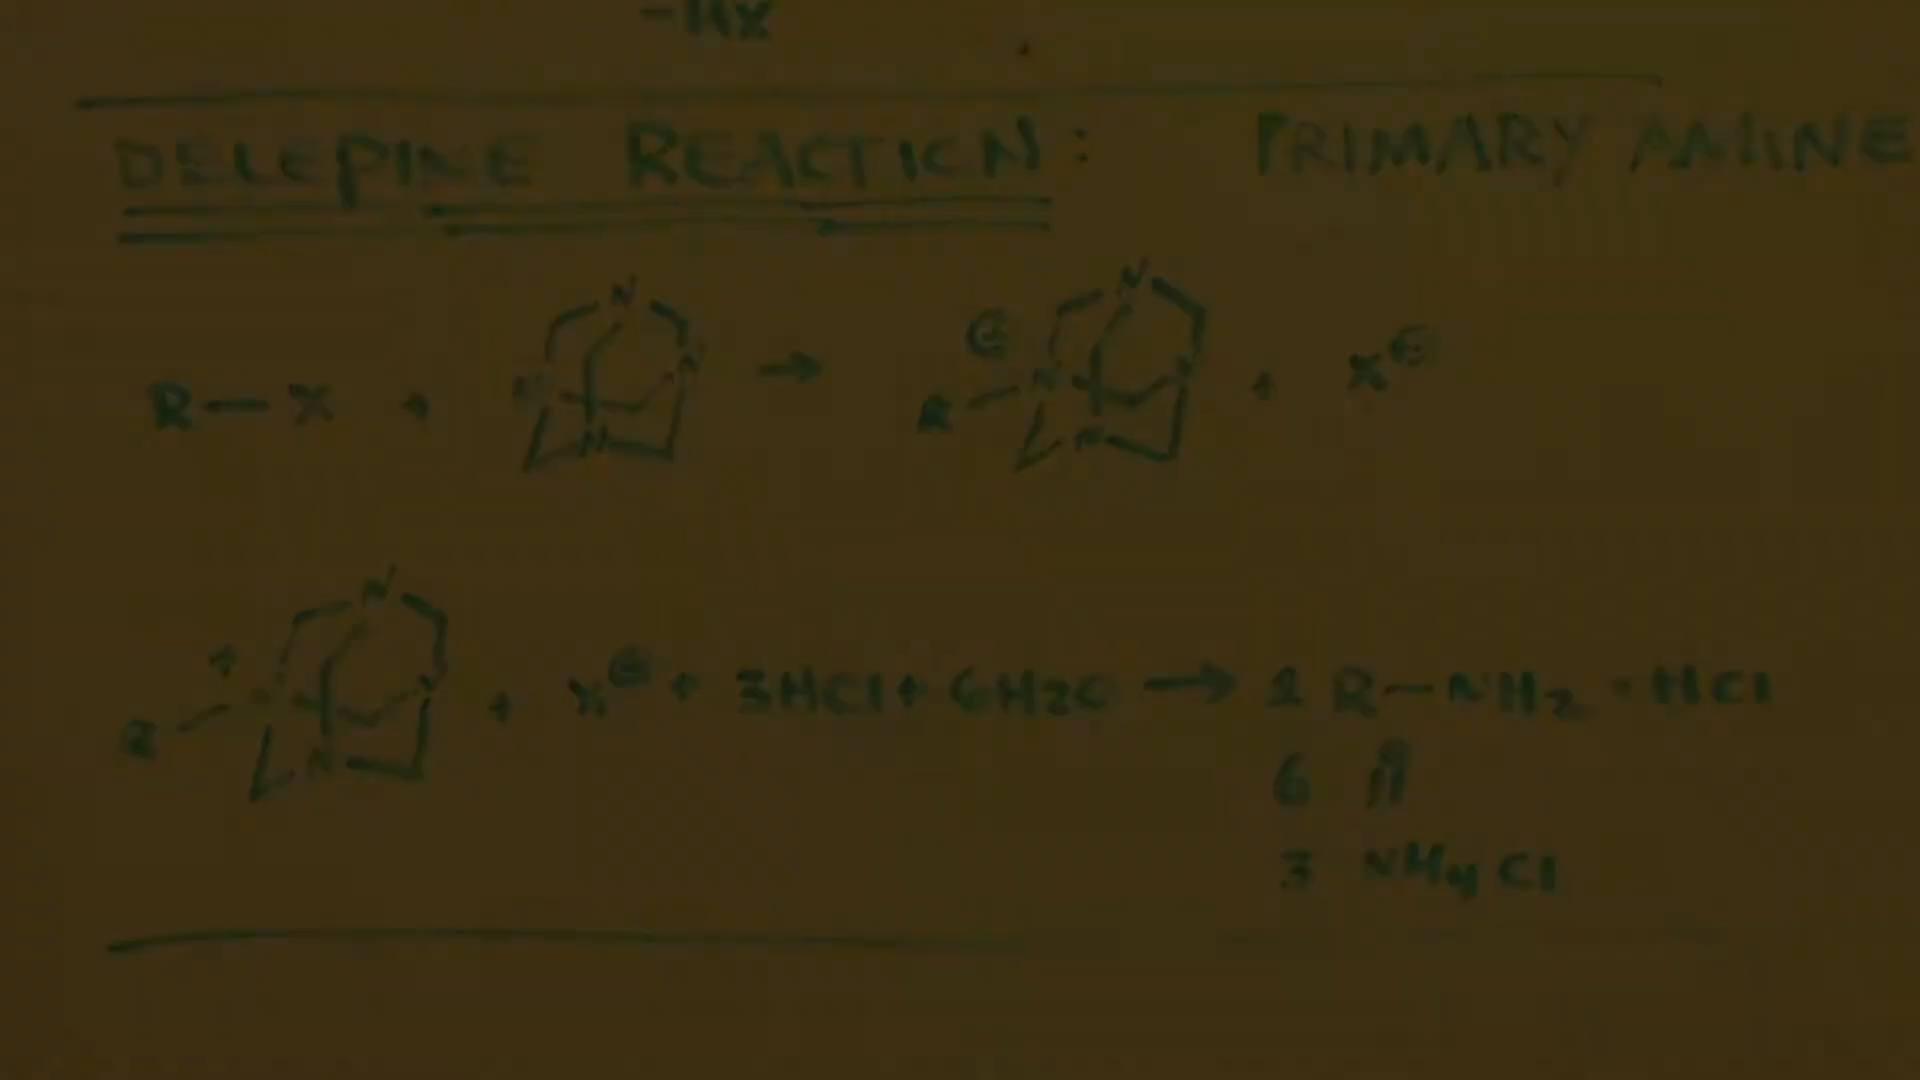 -HX
DELEPINE REACTION: PRIMARY AMINE
R—X + N N N N → R—N⊕ N N N + X⊖
R + N N N + X⊖ + 3HCl + 6H2O → 1 R—NH2 · HCl
6
3 NH4Cl